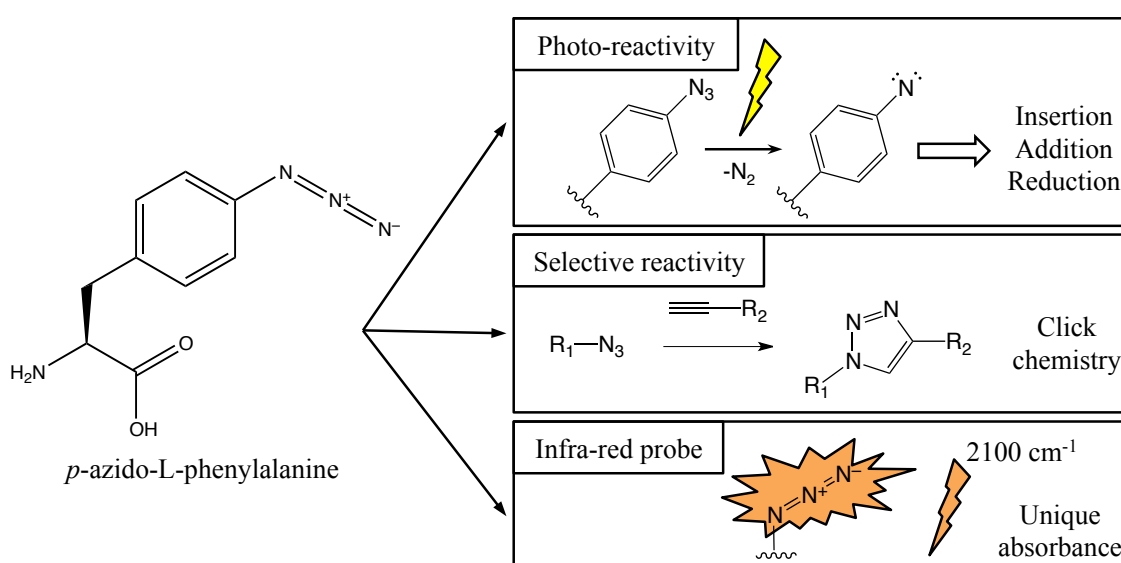 Photo-reactivity
N3
-N2
N
Insertion
Addition
Reduction
N
N+
N−
H2N
O
OH
p-azido-L-phenylalanine
Selective reactivity
R1—N3
R2
N
N
N
R1
R2
Click
chemistry
Infra-red probe
N
N+
N−
2100 cm-1
Unique
absorbance